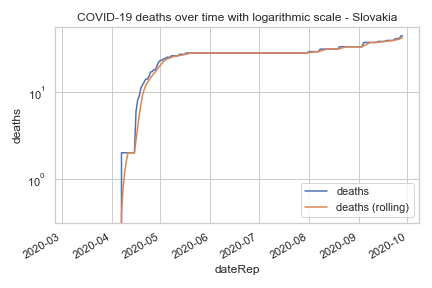 COVID-19 deaths over time with logarithmic scale - Slovakia
deaths
10¹
10⁰
deaths
deaths (rolling)
2020-03
2020-04
2020-05
2020-06
2020-07
2020-08
2020-09
2020-10
dateRep